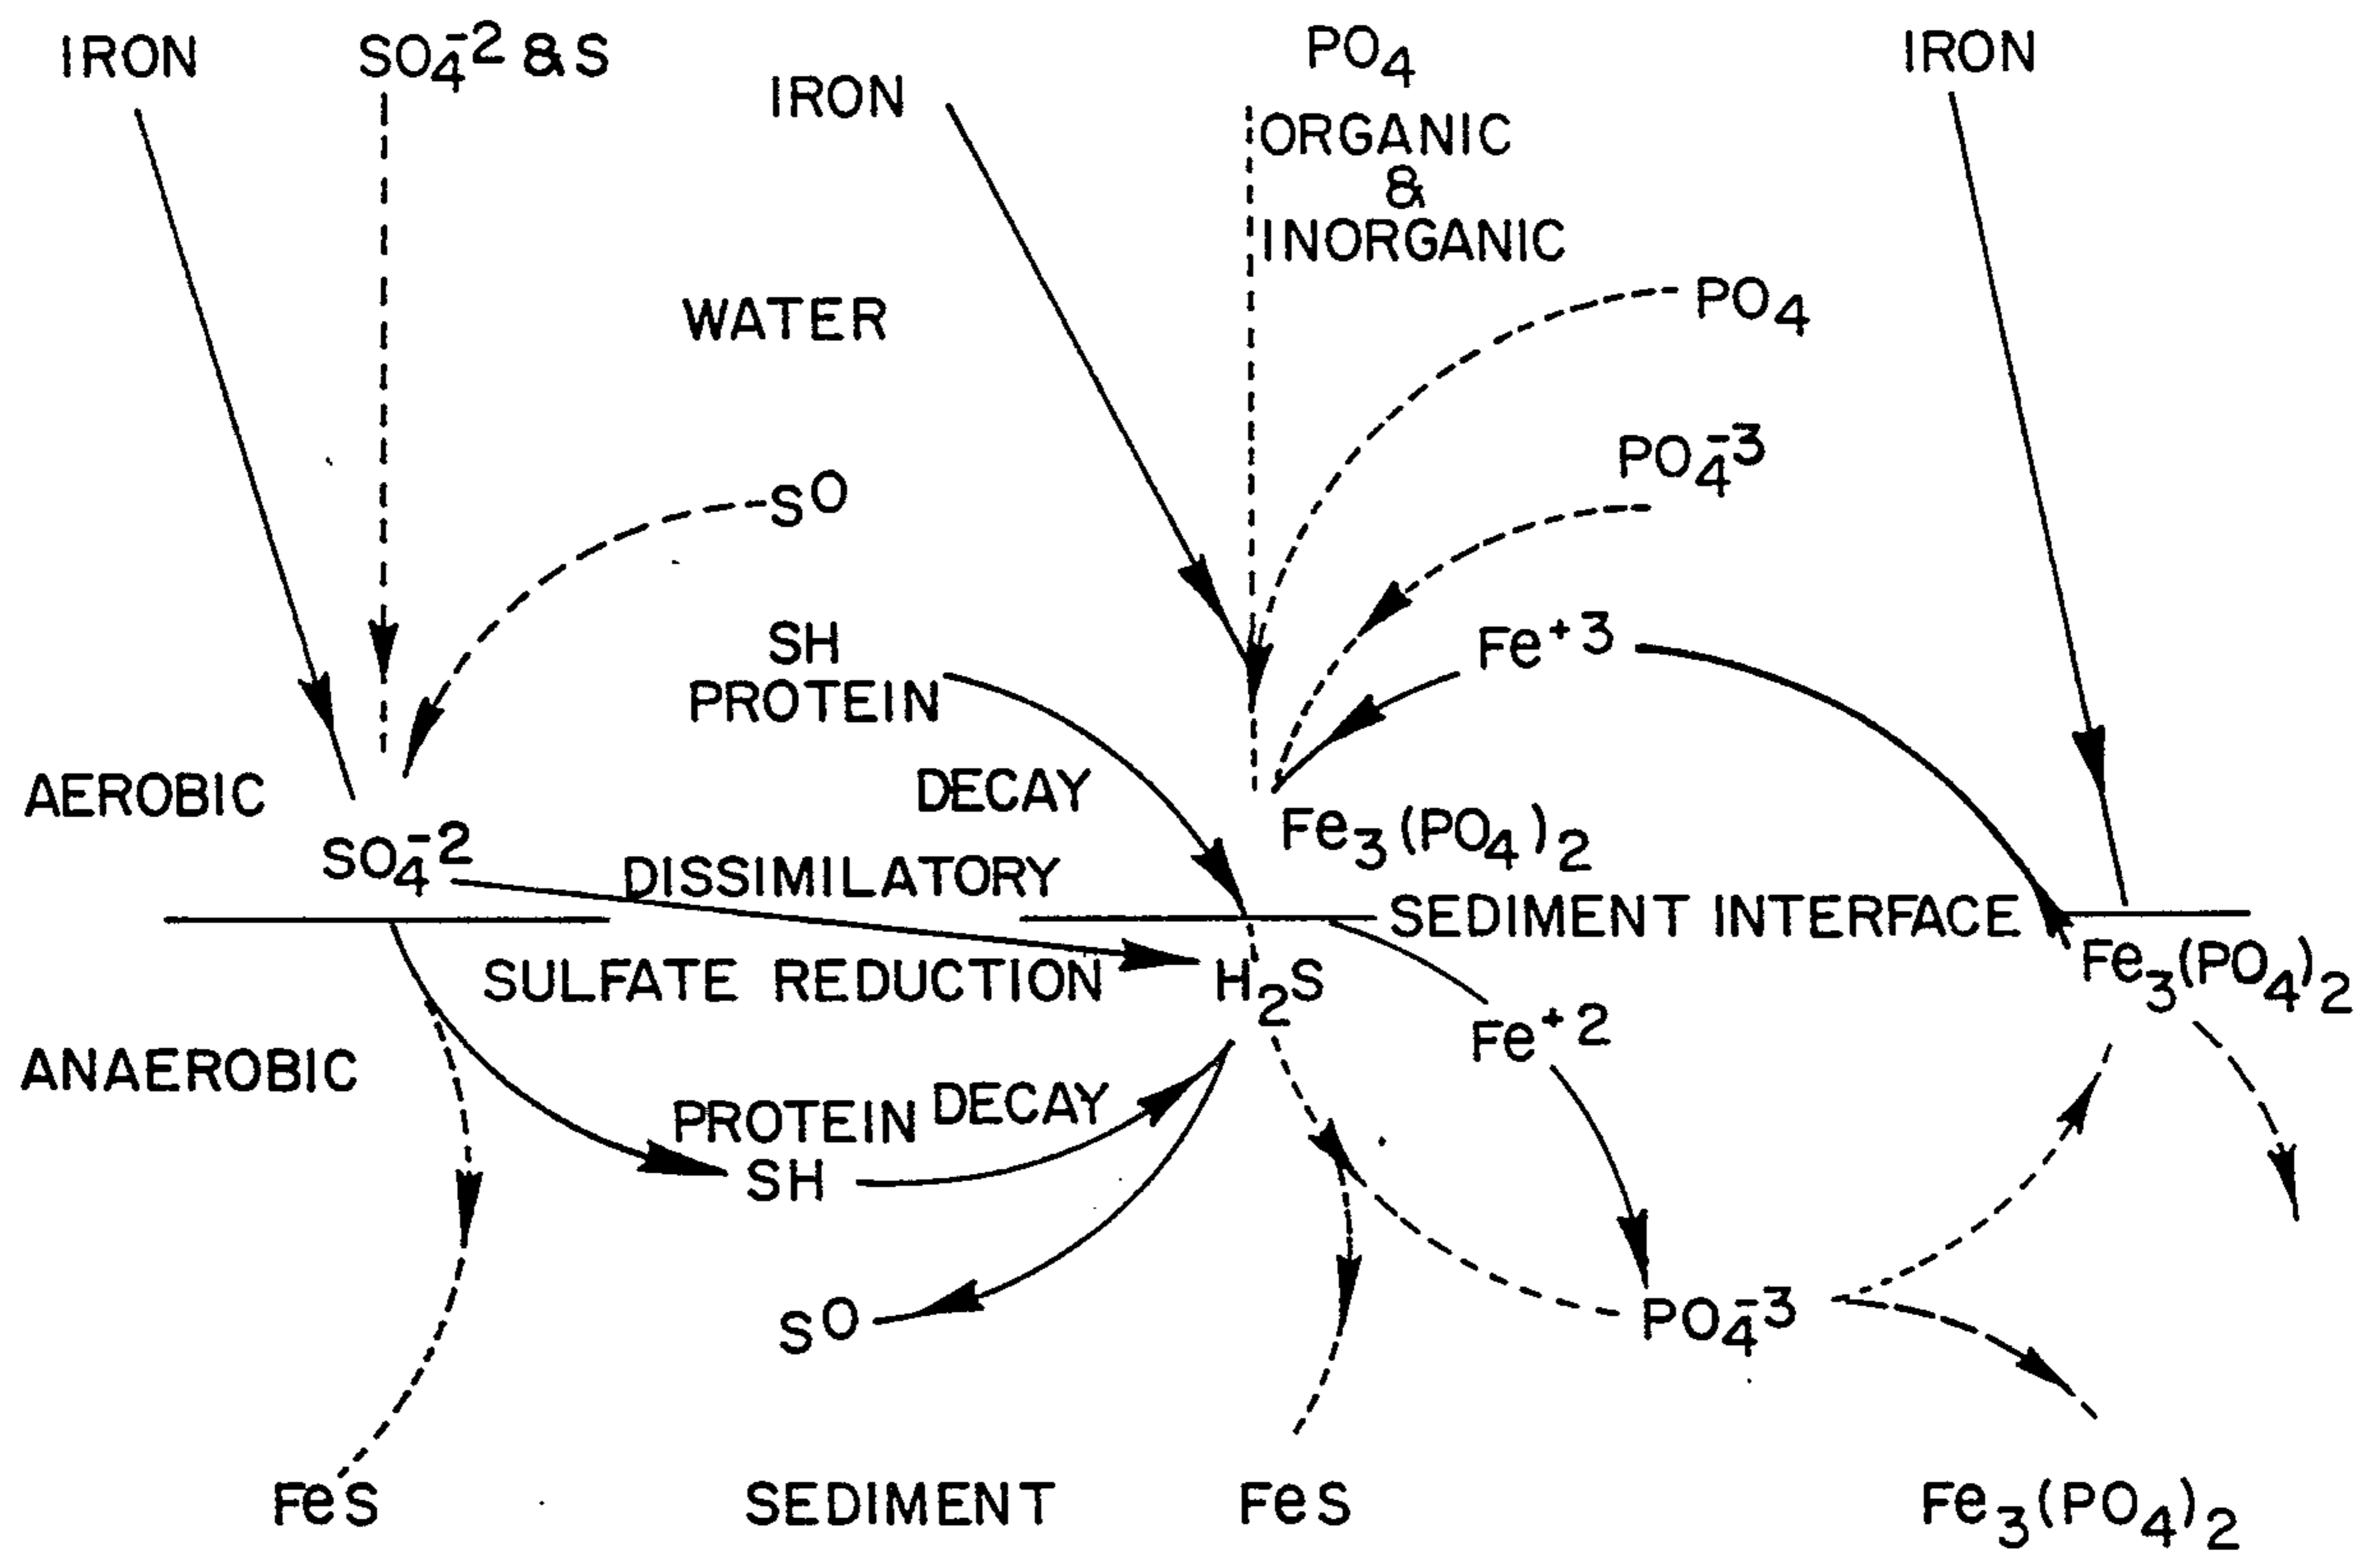 IRON
SO4-2 & S
IRON
PO4
ORGANIC
&
INORGANIC
IRON
WATER
PO4
PO4-3
SO
SH
PROTEIN
Fe+3
AEROBIC
DECAY
Fe3(PO4)2
SO4-2
DISSIMILATORY
SEDIMENT INTERFACE
SULFATE REDUCTION
H2S
Fe3(PO4)2
Fe+2
ANAEROBIC
PROTEIN DECAY
SH
SO
PO4-3
FeS
SEDIMENT
FeS
Fe3(PO4)2